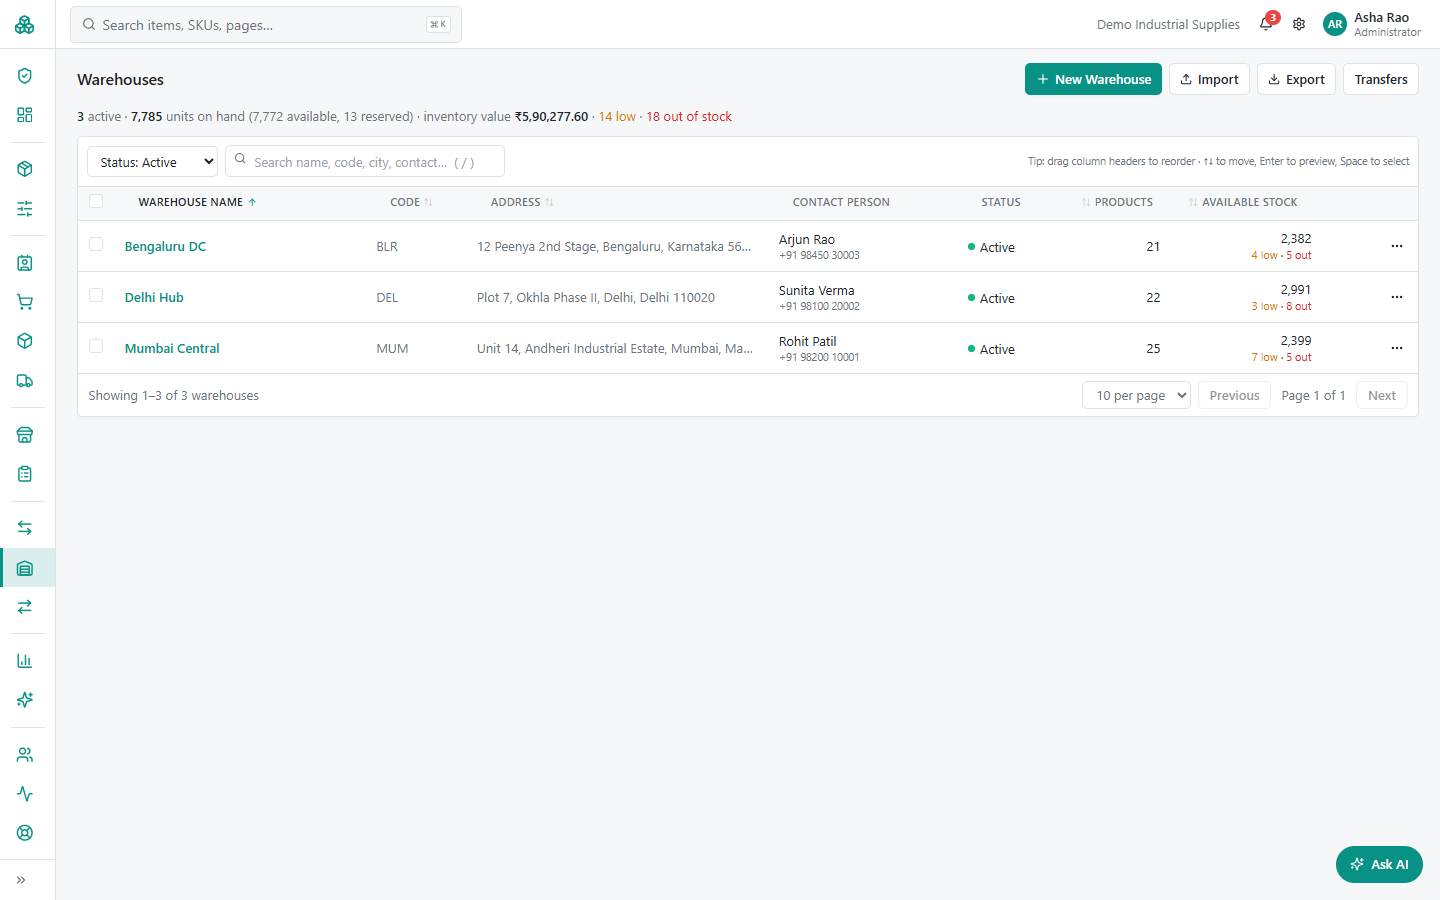 Search items, SKUs, pages... ⌘K
Demo Industrial Supplies
3
AR
Asha Rao
Administrator
Warehouses
New Warehouse
Import
Export
Transfers
3 active · 7,785 units on hand (7,772 available, 13 reserved) · inventory value ₹5,90,277.60 · 14 low · 18 out of stock
Status: Active
Search name, code, city, contact... ( / )
Tip: drag column headers to reorder · ↑↓ to move, Enter to preview, Space to select
WAREHOUSE NAME ↑ CODE ↑↓ ADDRESS ↑↓ CONTACT PERSON STATUS ↑↓ PRODUCTS ↑↓ AVAILABLE STOCK
Bengaluru DC BLR 12 Peenya 2nd Stage, Bengaluru, Karnataka 56... Arjun Rao Active 21 2,382 ...
+91 98450 30003 4 low · 5 out
Delhi Hub DEL Plot 7, Okhla Phase II, Delhi, Delhi 110020 Sunita Verma Active 22 2,991 ...
+91 98100 20002 3 low · 8 out
Mumbai Central MUM Unit 14, Andheri Industrial Estate, Mumbai, Ma... Rohit Patil Active 25 2,399 ...
+91 98200 10001 7 low · 5 out
Showing 1–3 of 3 warehouses
10 per page Previous Page 1 of 1 Next
Ask AI